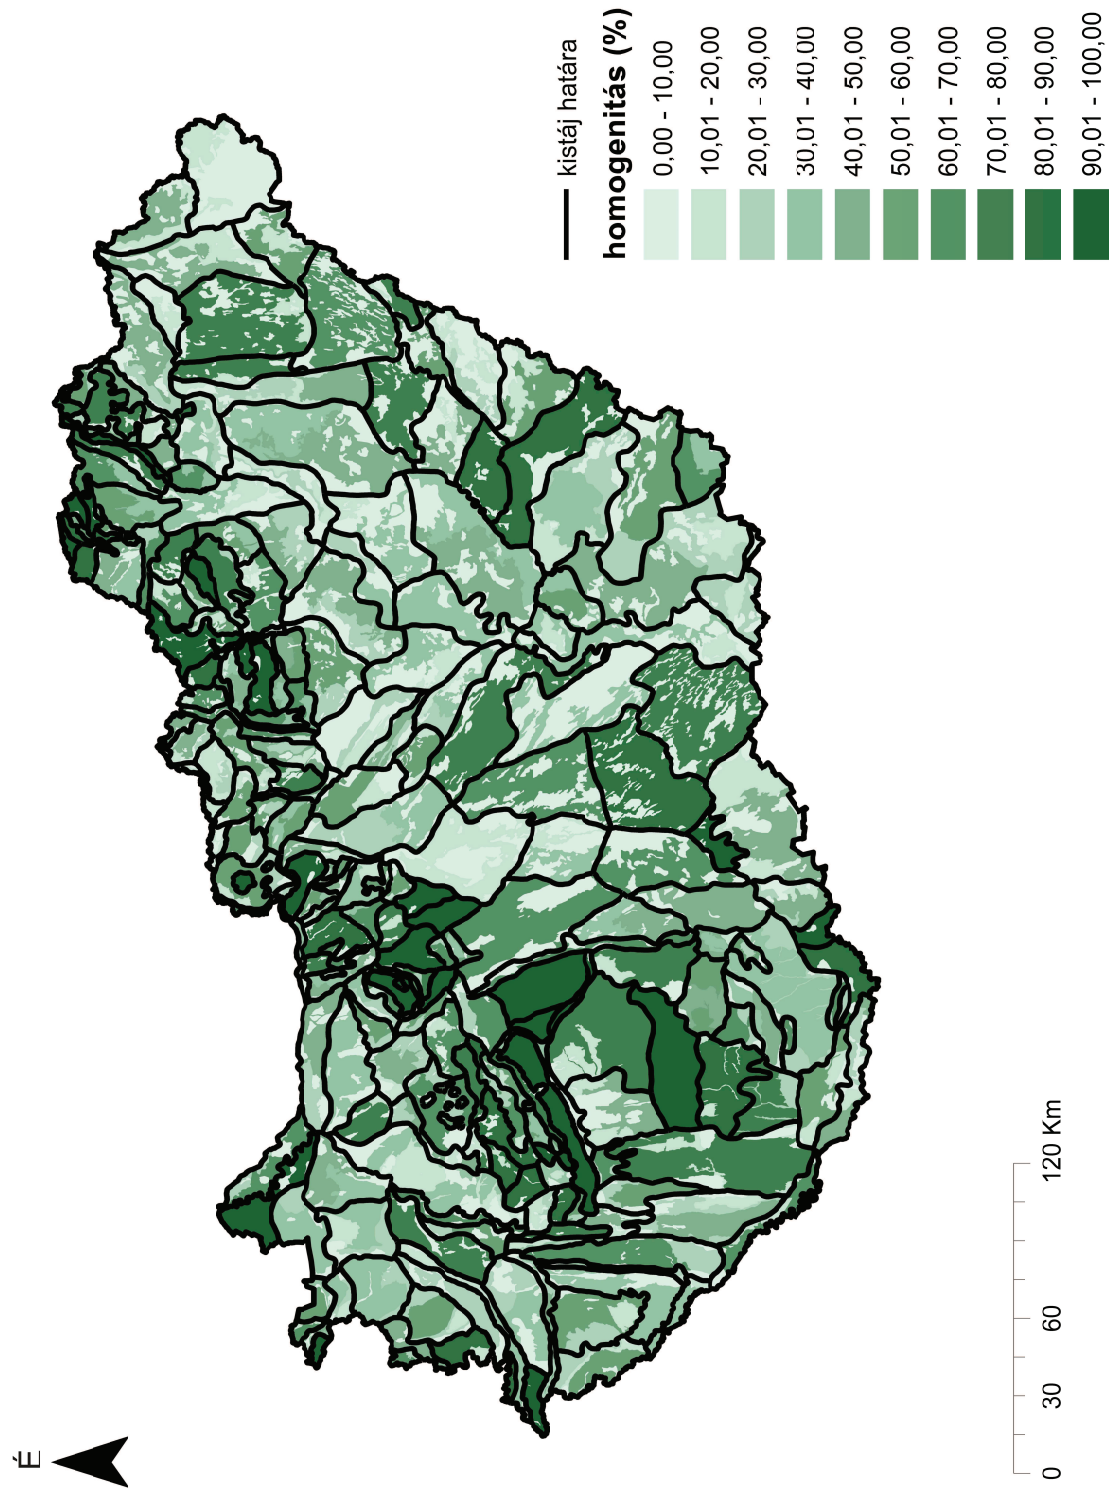 É
kistáj határa
homogenitás (%)
0,00 - 10,00
10,01 - 20,00
20,01 - 30,00
30,01 - 40,00
40,01 - 50,00
50,01 - 60,00
60,01 - 70,00
70,01 - 80,00
80,01 - 90,00
90,01 - 100,00
0 30 60 120 Km